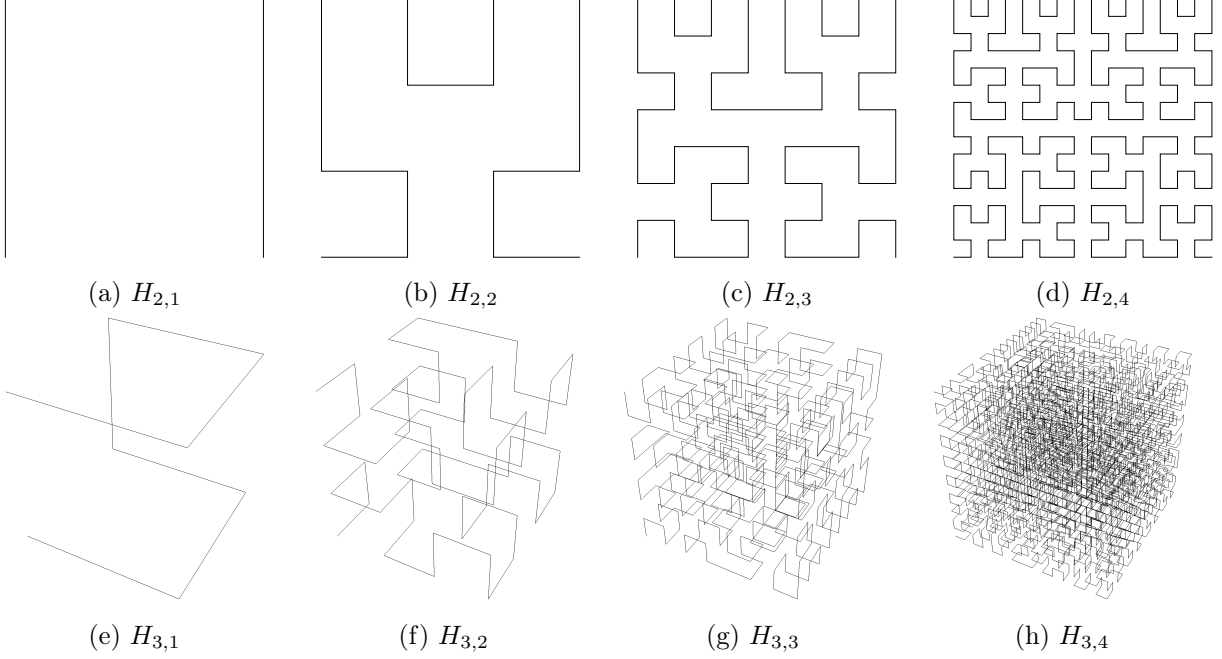 (a) H2,1
(b) H2,2
(c) H2,3
(d) H2,4
(e) H3,1
(f) H3,2
(g) H3,3
(h) H3,4